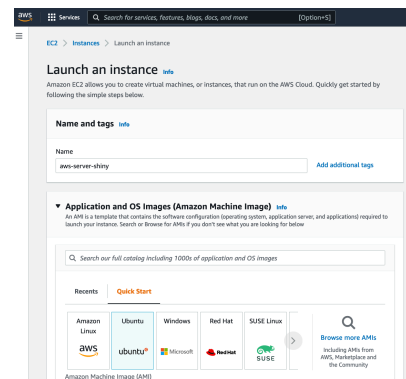 aws
Services
Search for services, features, blogs, docs, and more
[Option+S]
EC2 > Instances > Launch an instance
Launch an instance Info
Amazon EC2 allows you to create virtual machines, or instances, that run on the AWS Cloud. Quickly get started by
following the simple steps below.
Name and tags Info
Name
aws-server-shiny
Add additional tags
Application and OS Images (Amazon Machine Image) Info
An AMI is a template that contains the software configuration (operating system, application server, and applications) required to
launch your instance. Search or Browse for AMIs if you don't see what you are looking for below
Search our full catalog including 1000s of application and OS images
Recents
Quick Start
Amazon
Linux
aws
Ubuntu
ubuntu®
Windows
Microsoft
Red Hat
Red Hat
SUSE Linux
SUSE
Browse more AMIs
Including AMIs from
AWS, Marketplace and
the Community
Amazon Machine Image (AMI)